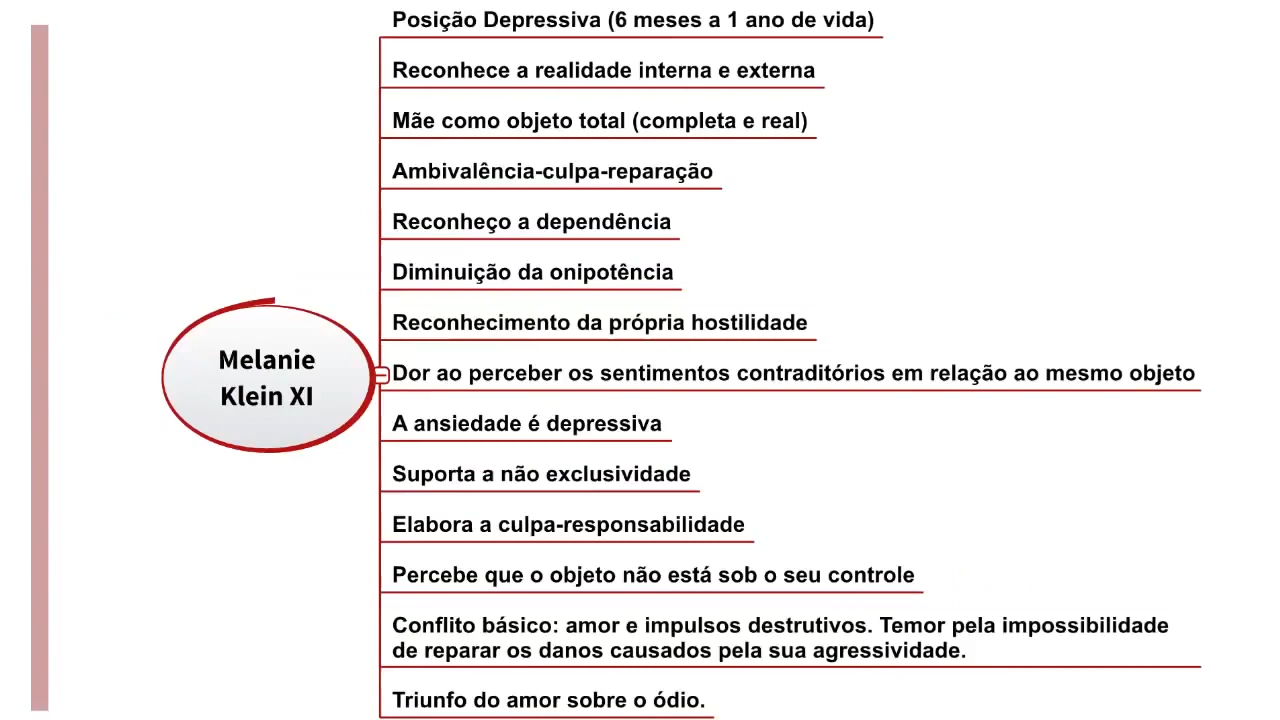 Posição Depressiva (6 meses a 1 ano de vida)
Reconhece a realidade interna e externa
Mãe como objeto total (completa e real)
Ambivalência-culpa-reparação
Reconheço a dependência
Diminuição da onipotência
Reconhecimento da própria hostilidade
Melanie
Klein XI
Dor ao perceber os sentimentos contraditórios em relação ao mesmo objeto
A ansiedade é depressiva
Suporta a não exclusividade
Elabora a culpa-responsabilidade
Percebe que o objeto não está sob o seu controle
Conflito básico: amor e impulsos destrutivos. Temor pela impossibilidade
de reparar os danos causados pela sua agressividade.
Triunfo do amor sobre o ódio.